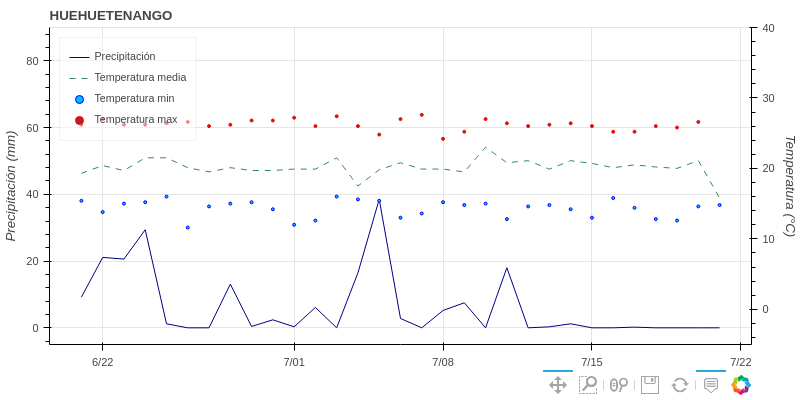 HUEHUETENANGO
Precipitación
Temperatura media
Temperatura min
Temperatura max
Precipitación (mm)
80
60
40
20
0
Temperatura (°C)
40
30
20
10
0
6/22 7/01 7/08 7/15 7/22